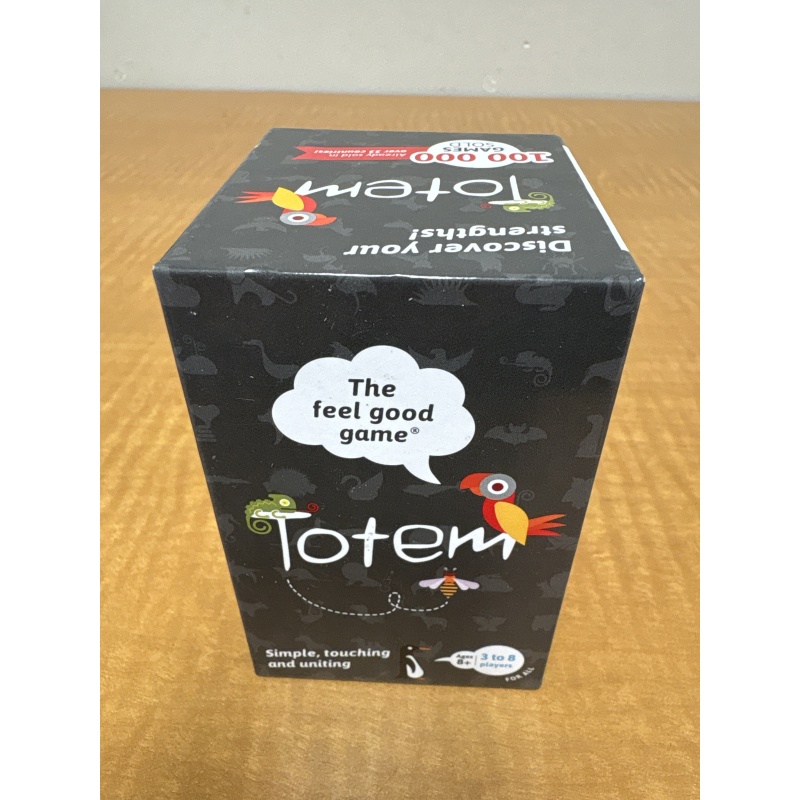 100 000
GAMES
SOLD
Already sold in
over 33 countries!
Totem
Discover your
strengths!
The
feel good
game®
Totem
Simple, touching
and uniting
Ages
8+
3 to 8
players
FOR ALL